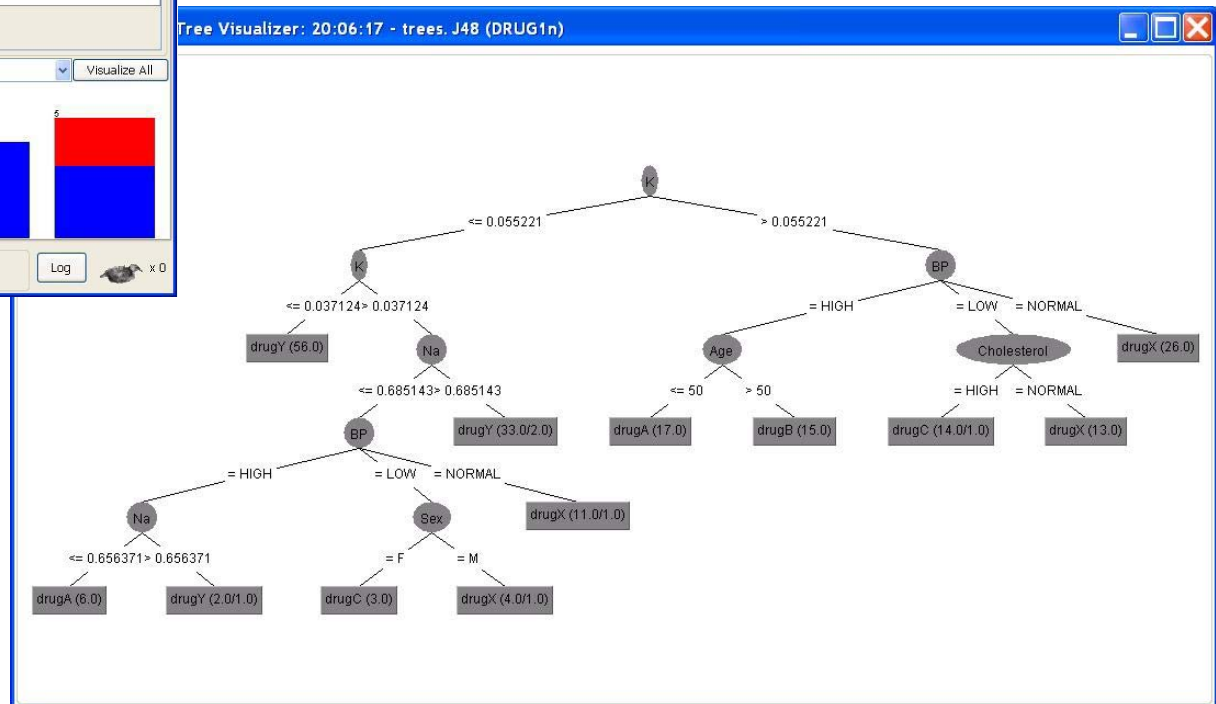 Tree Visualizer: 20:06:17 - trees. J48 (DRUG1n)
Visualize All
5
Log
x 0
K
<= 0.055221 > 0.055221
K BP
<= 0.037124 > 0.037124 = HIGH = LOW = NORMAL
drugY (56.0) Na Age Cholesterol drugX (26.0)
<= 0.685143 > 0.685143 <= 50 > 50 = HIGH = NORMAL
BP drugY (33.0/2.0) drugA (17.0) drugB (15.0) drugC (14.0/1.0) drugX (13.0)
= HIGH = LOW = NORMAL
Na Sex drugX (11.0/1.0)
<= 0.656371 > 0.656371 = F = M
drugA (6.0) drugY (2.0/1.0) drugC (3.0) drugX (4.0/1.0)